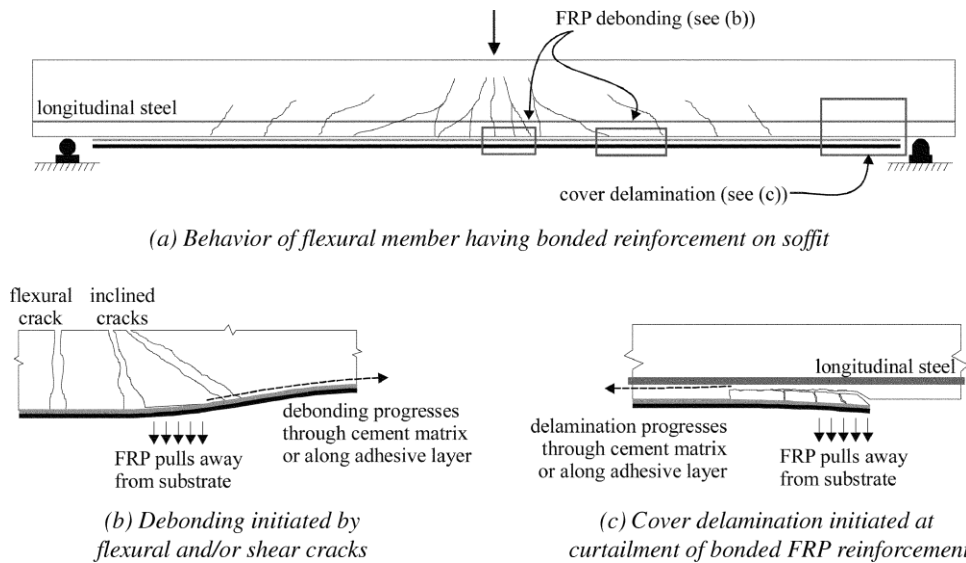 FRP debonding (see (b))
longitudinal steel
cover delamination (see (c))
(a) Behavior of flexural member having bonded reinforcement on soffit
flexural
crack
inclined
cracks
debonding progresses
through cement matrix
or along adhesive layer
FRP pulls away
from substrate
(b) Debonding initiated by
flexural and/or shear cracks
longitudinal steel
delamination progresses
through cement matrix
or along adhesive layer
FRP pulls away
from substrate
(c) Cover delamination initiated at
curtailment of bonded FRP reinforcement